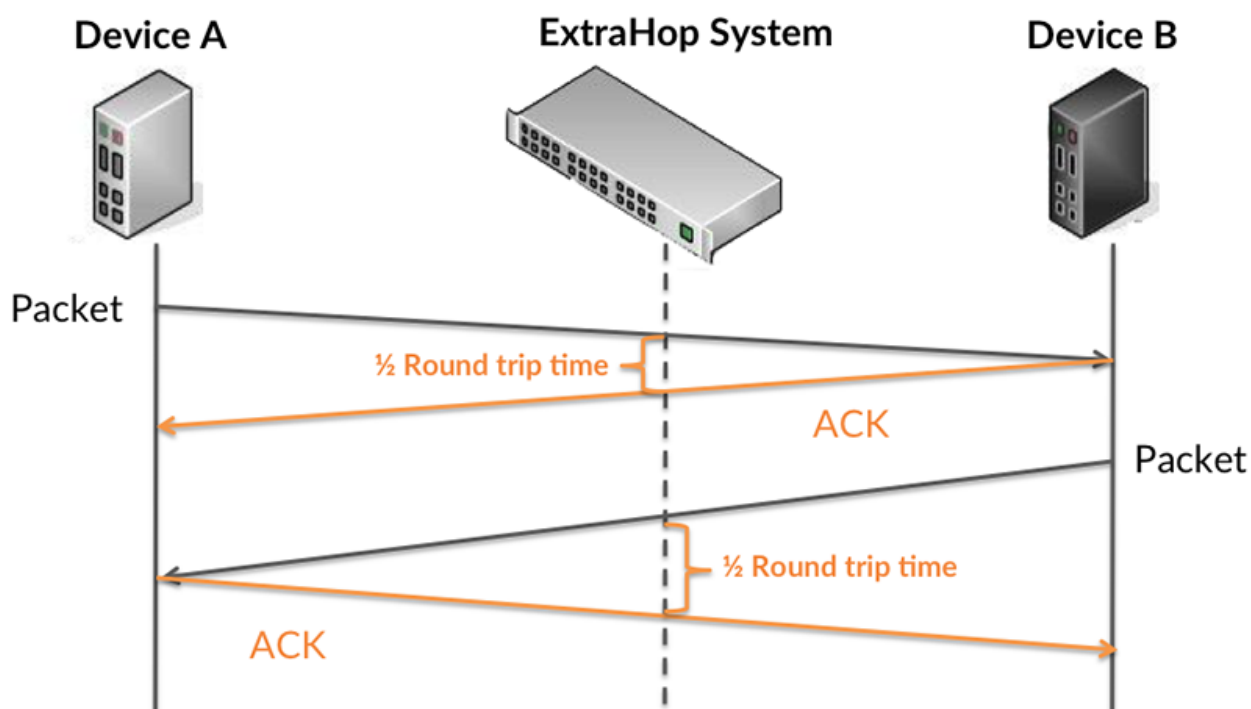 Device A
ExtraHop System
Device B
Packet
½ Round trip time
ACK
Packet
½ Round trip time
ACK